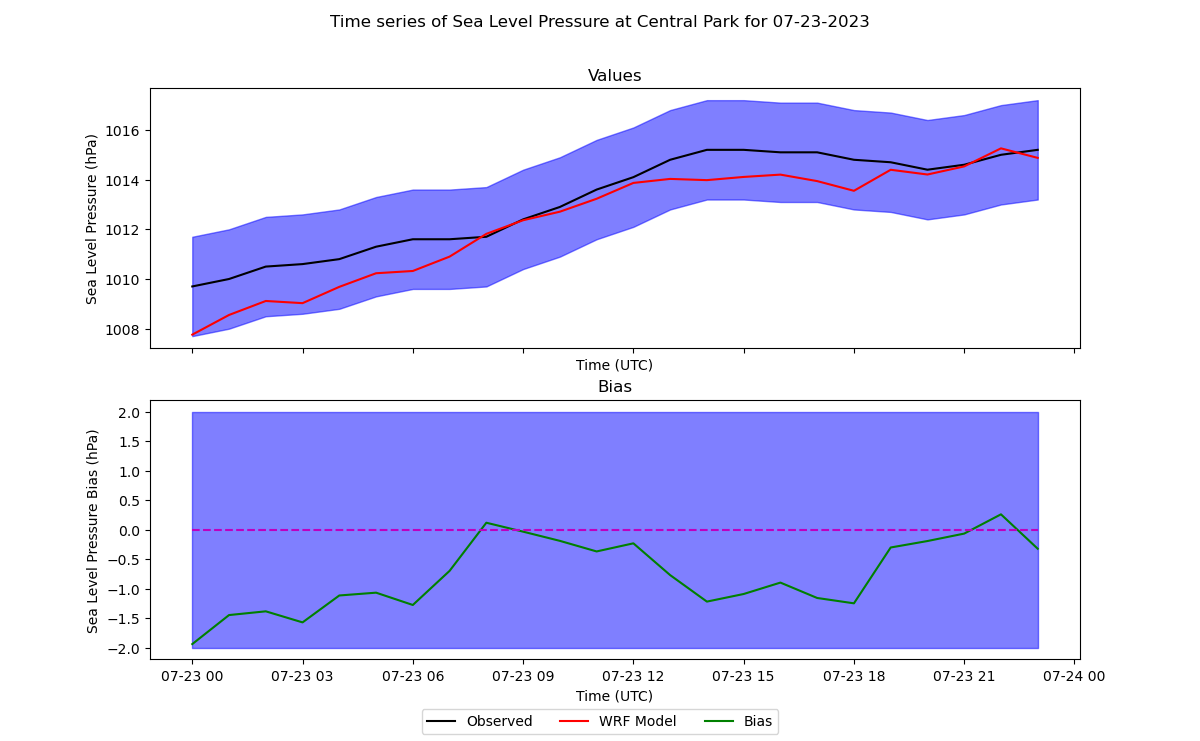 Time series of Sea Level Pressure at Central Park for 07-23-2023
Values
Sea Level Pressure (hPa)
1016
1014
1012
1010
1008
Time (UTC)
Bias
Sea Level Pressure Bias (hPa)
2.0
1.5
1.0
0.5
0.0
−0.5
−1.0
−1.5
−2.0
07-23 00 07-23 03 07-23 06 07-23 09 07-23 12 07-23 15 07-23 18 07-23 21 07-24 00
Time (UTC)
Observed WRF Model Bias